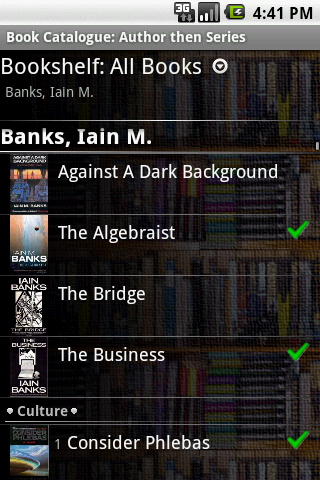 3G
4:41 PM
Book Catalogue: Author then Series
Bookshelf: All Books
Banks, Iain M.
Banks, Iain M.
AGAINST A DARK
BACKGROUND
IAIN M. BANKS
Against A Dark Background
IAIN M.
BANKS
The Algebraist
IAIN
BANKS
THE BRIDGE
The Bridge
THE
BUSINESS
IAIN
BANKS
The Business
Culture
CONSIDER
PHLEBAS
1 Consider Phlebas